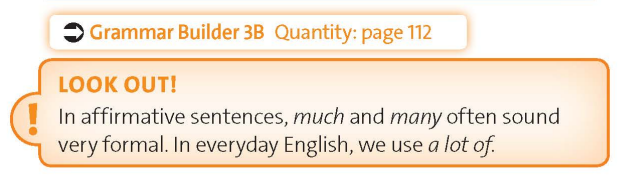 ➲ Grammar Builder 3B Quantity: page 112
LOOK OUT!
! In affirmative sentences, much and many often sound
very formal. In everyday English, we use a lot of.